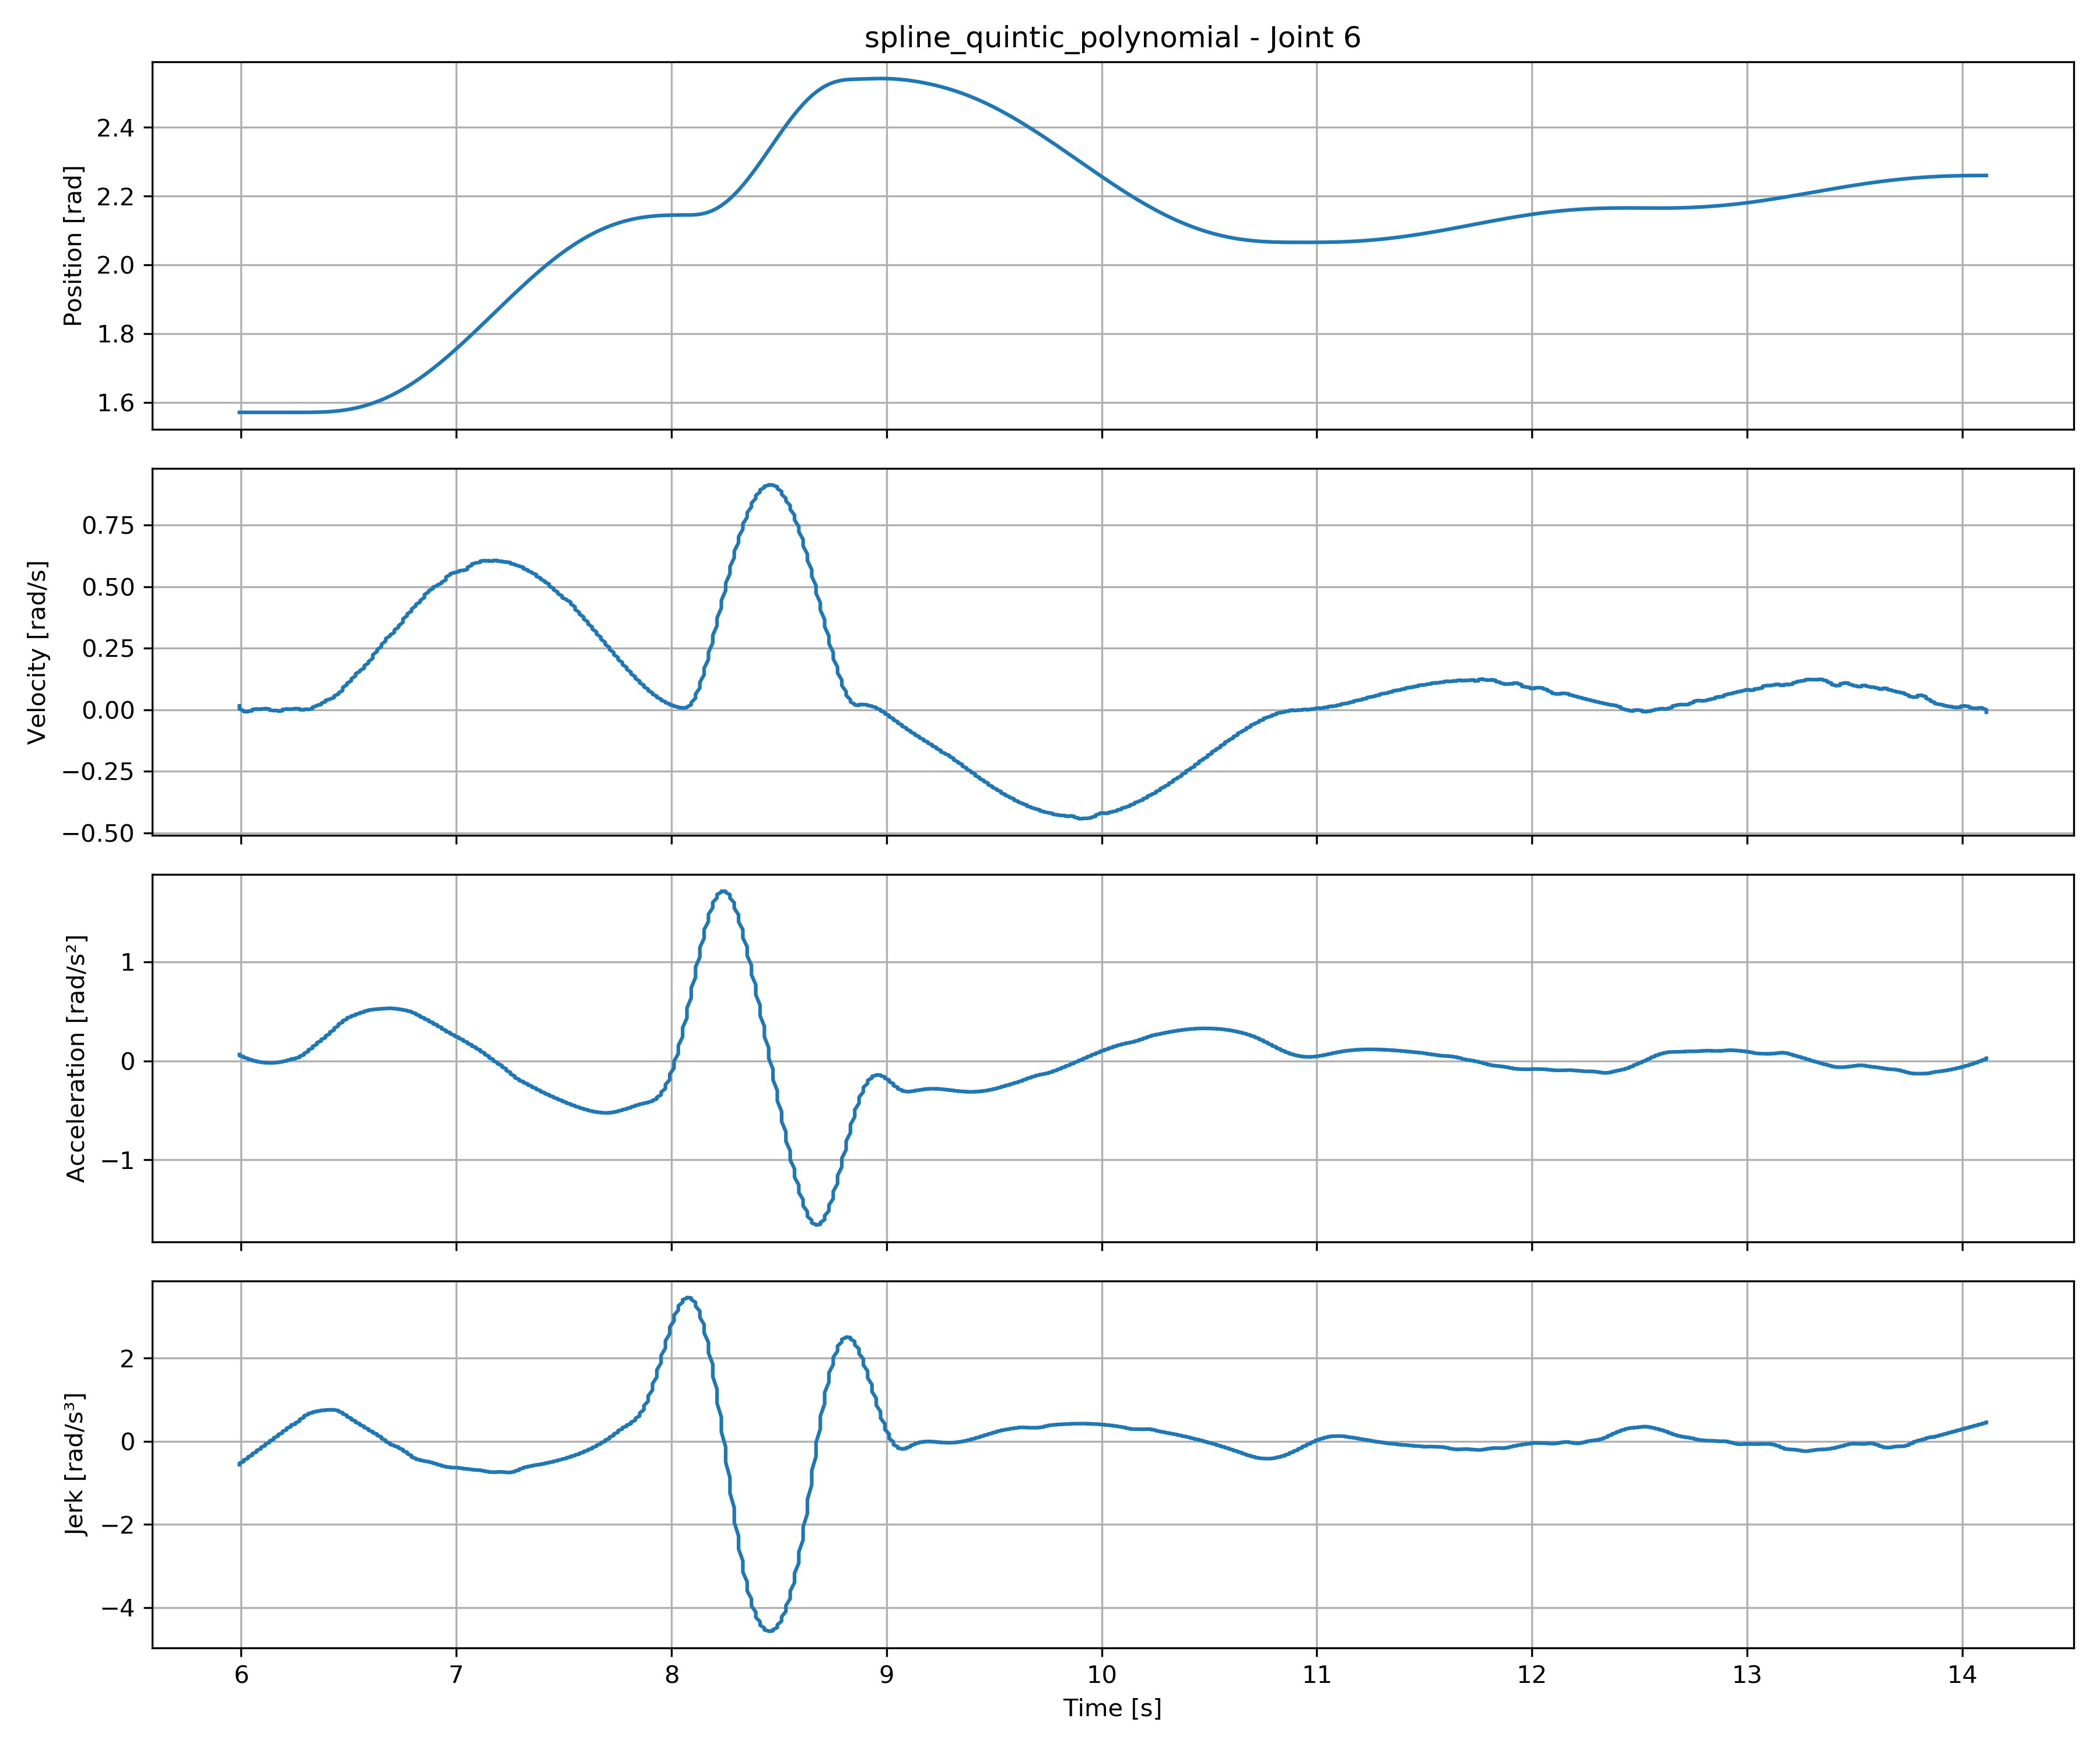 spline_quintic_polynomial - Joint 6
Position [rad]
2.4
2.2
2.0
1.8
1.6
Velocity [rad/s]
0.75
0.50
0.25
0.00
−0.25
−0.50
Acceleration [rad/s²]
1
0
−1
Jerk [rad/s³]
2
0
−2
−4
6 7 8 9 10 11 12 13 14
Time [s]